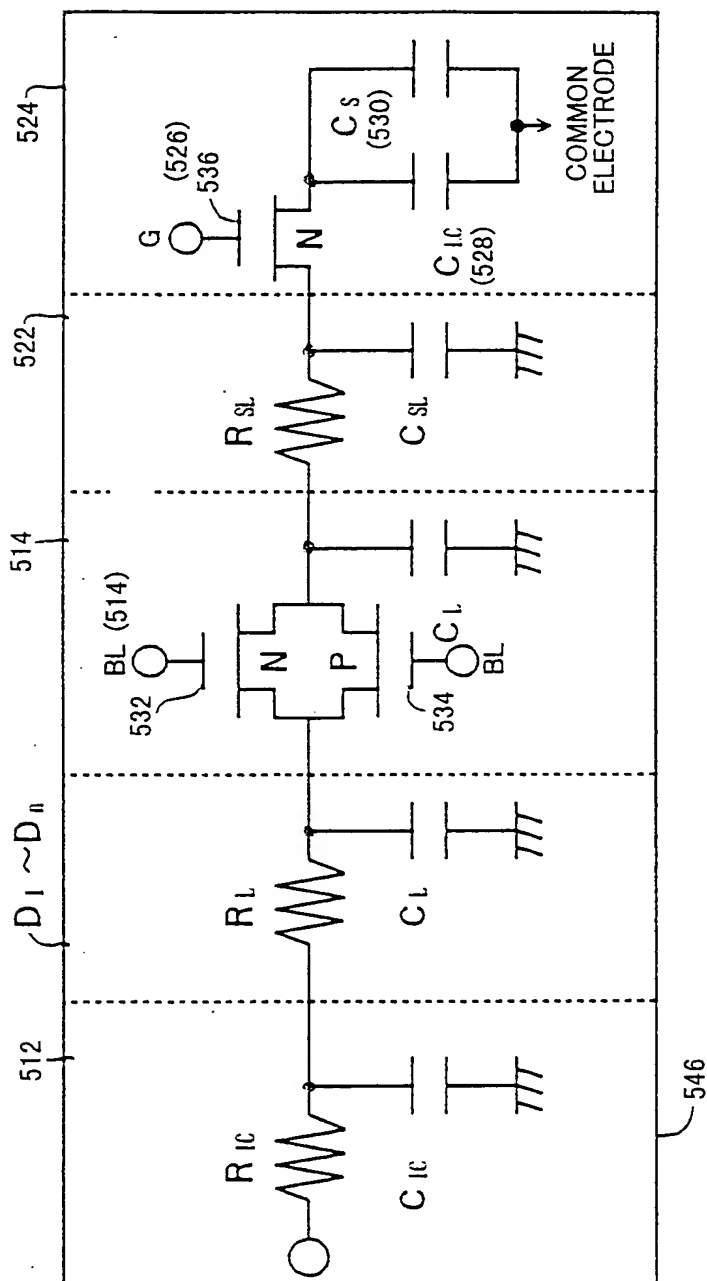 512
D1 ~ Dn
514
522
524
BL (514)
532
G (526)
536
RIC
RL
N
P
RSL
N
CIC
CL
534
BL
CL
CSL
CLC
(528)
CS
(530)
COMMON
ELECTRODE
546